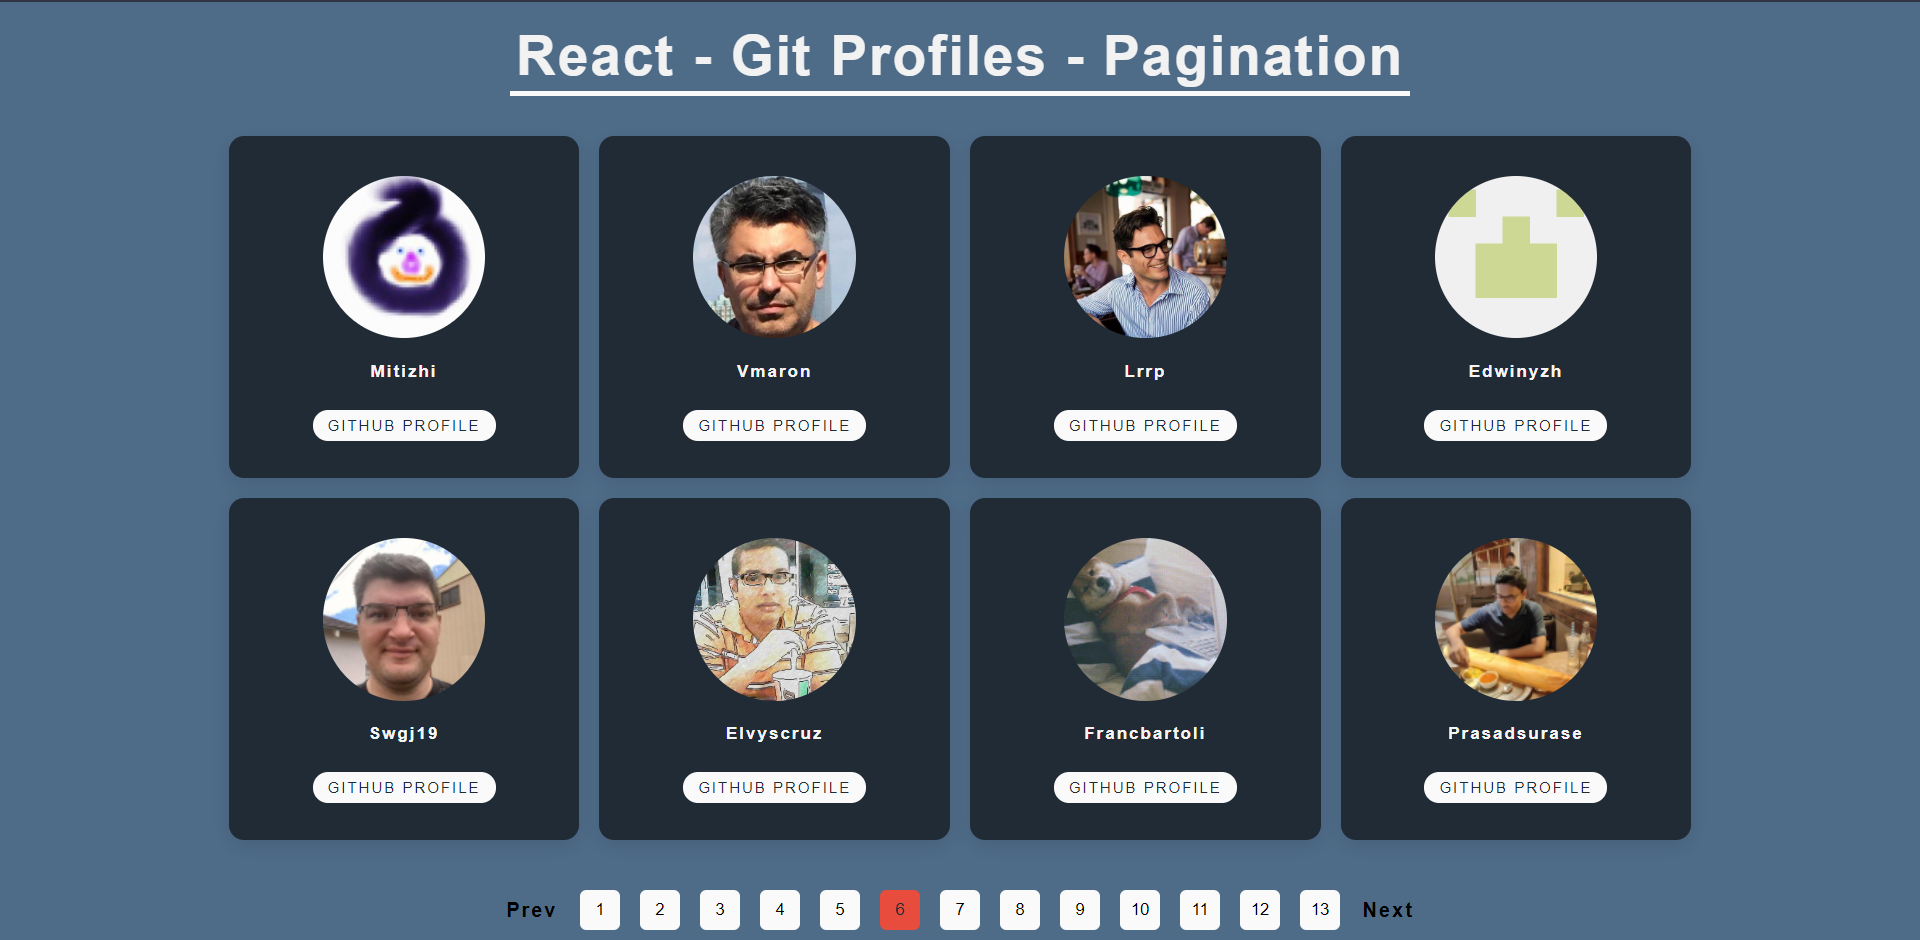 React - Git Profiles - Pagination
Mitizhi Vmaron Lrrp Edwinyzh
GITHUB PROFILE GITHUB PROFILE GITHUB PROFILE GITHUB PROFILE
Swgj19 Elvyscruz Francbartoli Prasadsurase
GITHUB PROFILE GITHUB PROFILE GITHUB PROFILE GITHUB PROFILE
Prev 1 2 3 4 5 6 7 8 9 10 11 12 13 Next